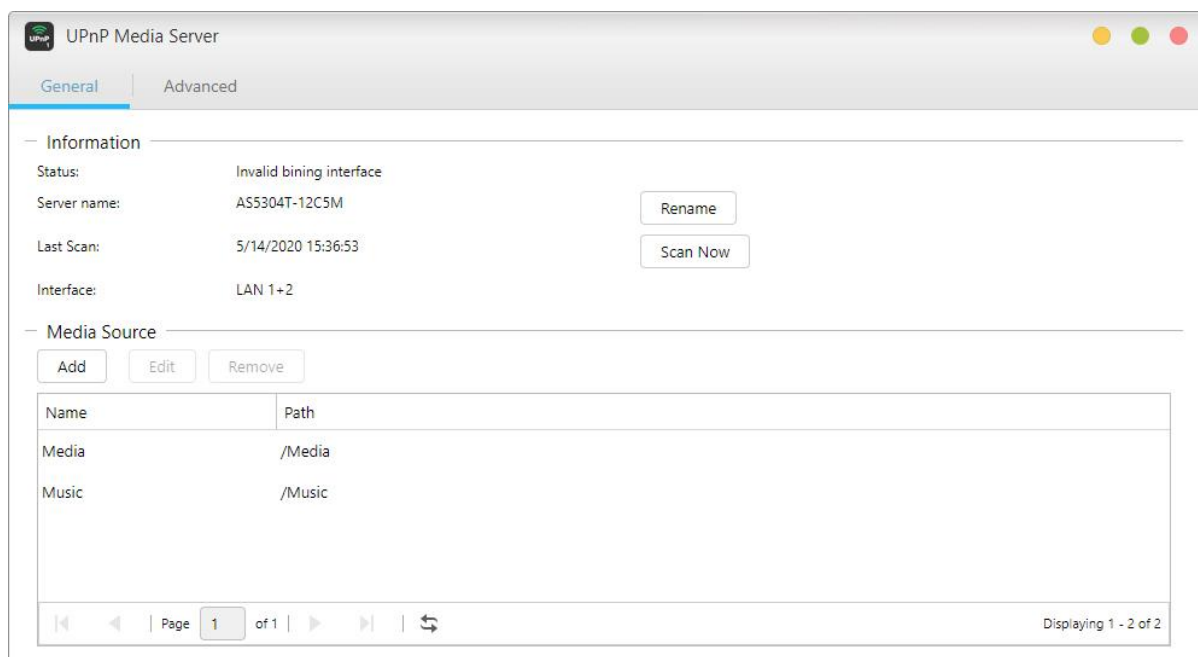 UPnP 1 UPnP Media Server
General Advanced
Information
Status: Invalid bining interface
Server name: AS5304T-12C5M Rename
Last Scan: 5/14/2020 15:36:53 Scan Now
Interface: LAN 1+2
Media Source
Add Edit Remove
Name Path
Media /Media
Music /Music
Page 1 of 1 Displaying 1 - 2 of 2